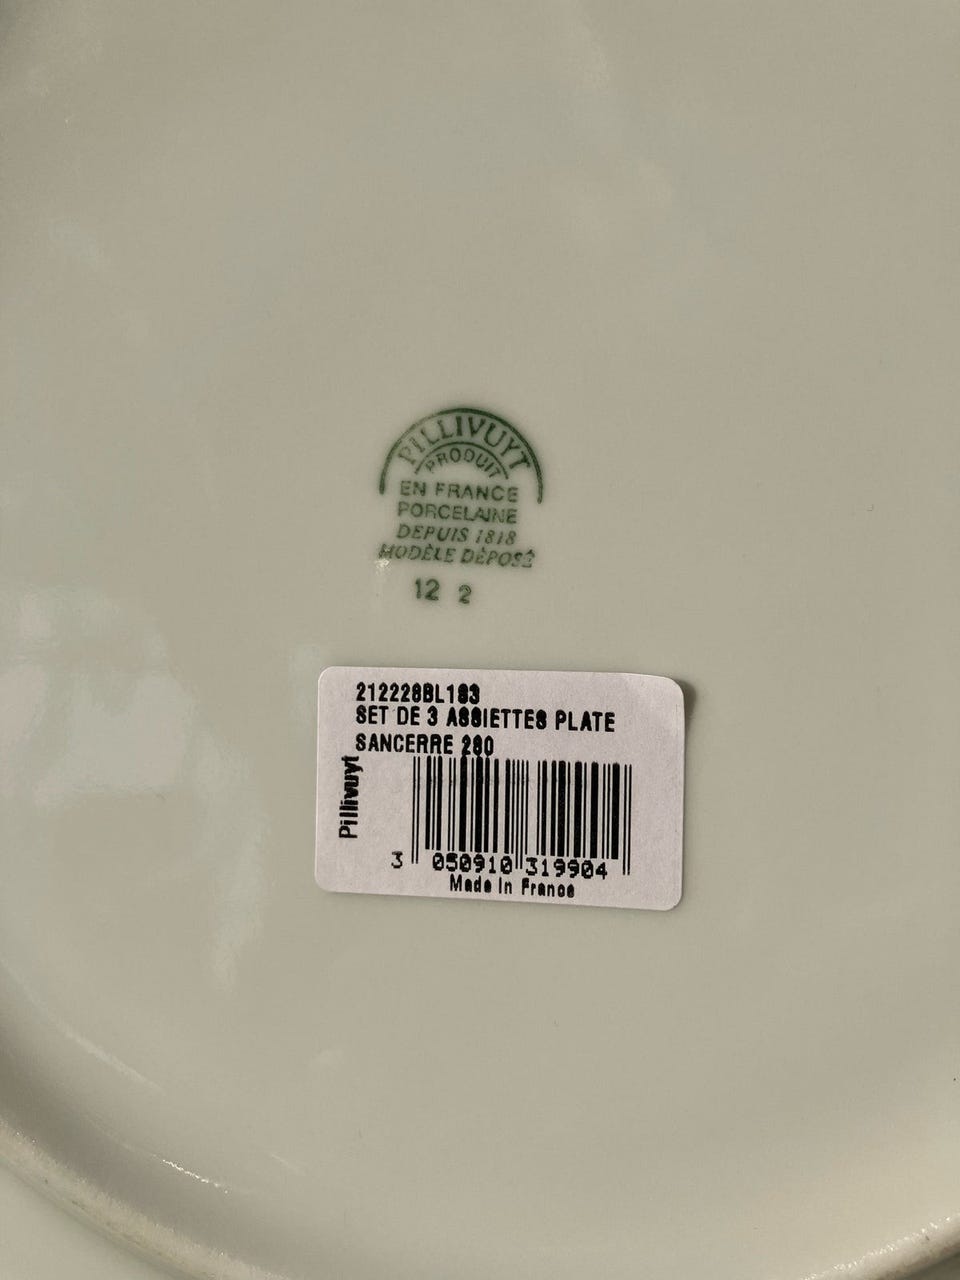 PILLIVUYT
PRODUIT
EN FRANCE
PORCELAINE
DEPUIS 1818
MODÈLE DÉPOSÉ
12 2
212228BL1S3
SET DE 3 ASSIETTES PLATE
SANCERRE 280
Pillivuyt
3 050910 319904
Made In France